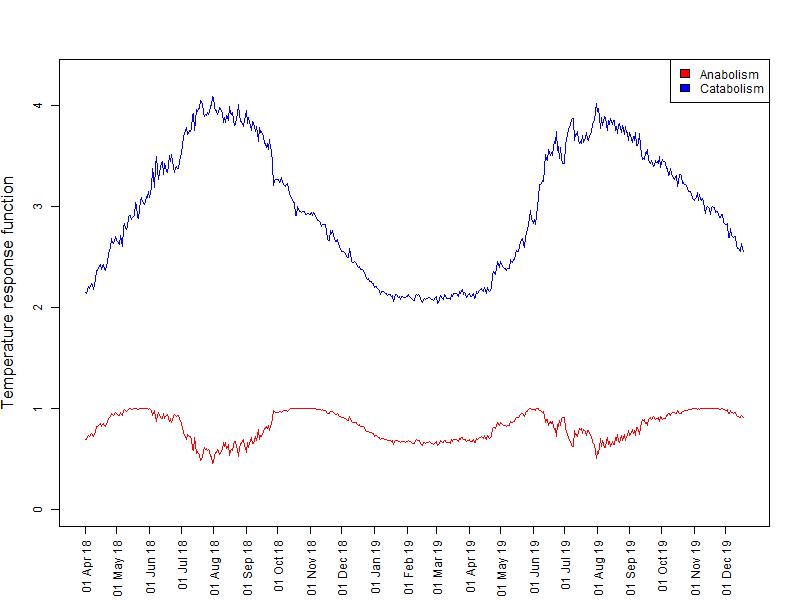 Anabolism
Catabolism
Temperature response function
4
3
2
1
0
01 Apr 18
01 May 18
01 Jun 18
01 Jul 18
01 Aug 18
01 Sep 18
01 Oct 18
01 Nov 18
01 Dec 18
01 Jan 19
01 Feb 19
01 Mar 19
01 Apr 19
01 May 19
01 Jun 19
01 Jul 19
01 Aug 19
01 Sep 19
01 Oct 19
01 Nov 19
01 Dec 19